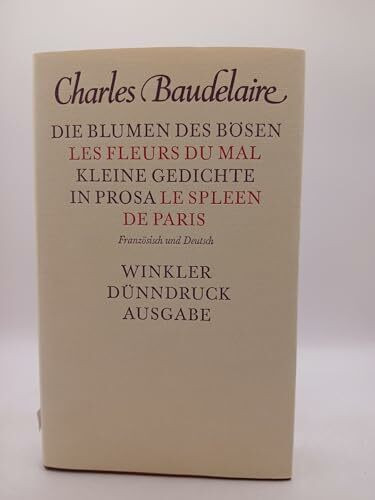 Charles Baudelaire
DIE BLUMEN DES BÖSEN
LES FLEURS DU MAL
KLEINE GEDICHTE
IN PROSA LE SPLEEN
DE PARIS
Französisch und Deutsch
WINKLER
DÜNNDRUCK
AUSGABE